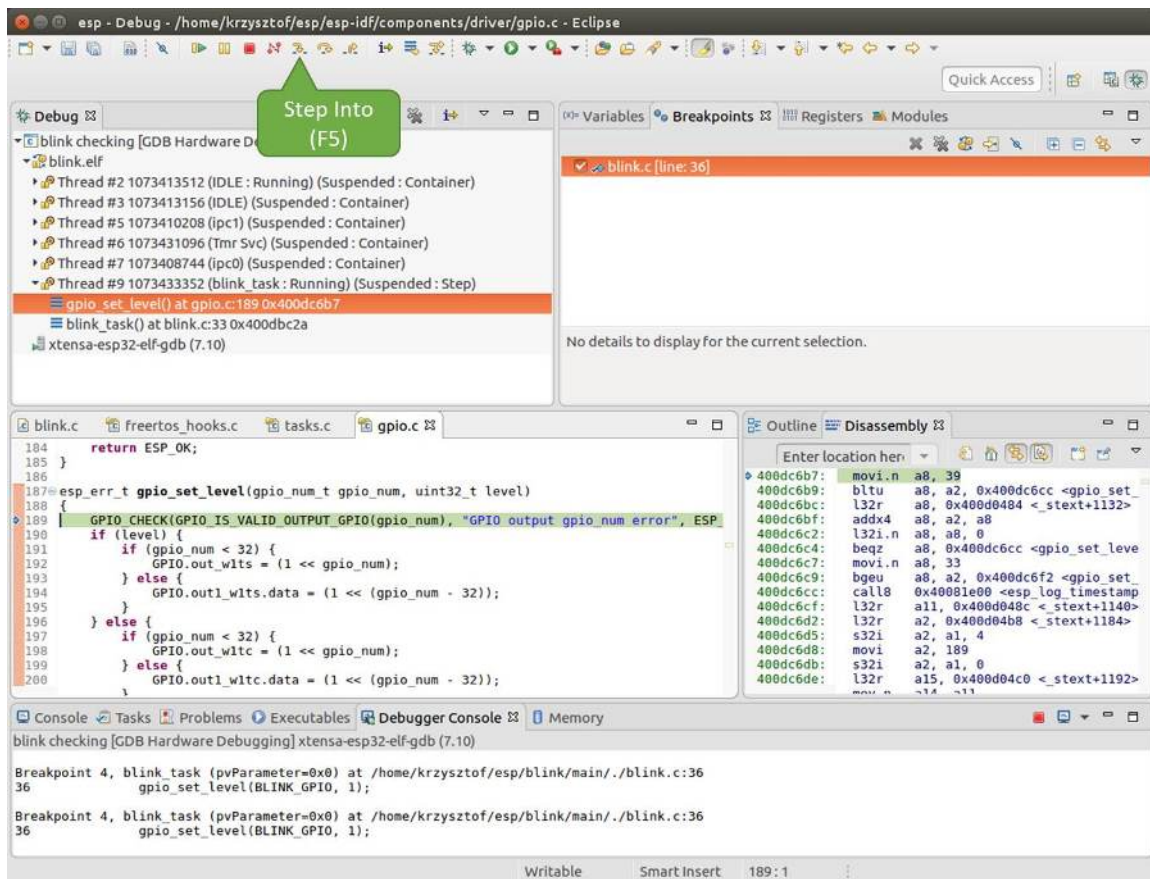 esp - Debug - /home/krzysztof/esp/esp-idf/components/driver/gpio.c - Eclipse
Quick Access
Step Into
(F5)
Debug
blink checking [GDB Hardware D
blink.elf
Thread #2 1073413512 (IDLE : Running) (Suspended : Container)
Thread #3 1073413156 (IDLE) (Suspended : Container)
Thread #5 1073410208 (ipc1) (Suspended : Container)
Thread #6 1073431096 (Tmr Svc) (Suspended : Container)
Thread #7 1073408744 (ipc0) (Suspended : Container)
Thread #9 1073433352 (blink_task : Running) (Suspended : Step)
gpio_set_level() at gpio.c:189 0x400dc6b7
blink_task() at blink.c:33 0x400dbc2a
xtensa-esp32-elf-gdb (7.10)
(x)= Variables Breakpoints Registers Modules
blink.c [line: 36]
No details to display for the current selection.
blink.c freertos_hooks.c tasks.c gpio.c
184 return ESP_OK;
185 }
186
187 esp_err_t gpio_set_level(gpio_num_t gpio_num, uint32_t level)
188 {
189 GPIO_CHECK(GPIO_IS_VALID_OUTPUT_GPIO(gpio_num), "GPIO output gpio_num error", ESP_
190 if (level) {
191 if (gpio_num < 32) {
192 GPIO.out_w1ts = (1 << gpio_num);
193 } else {
194 GPIO.out1_w1ts.data = (1 << (gpio_num - 32));
195 }
196 } else {
197 if (gpio_num < 32) {
198 GPIO.out_w1tc = (1 << gpio_num);
199 } else {
200 GPIO.out1_w1tc.data = (1 << (gpio_num - 32));
}
Outline Disassembly
Enter location her
400dc6b7: movi.n a8, 39
400dc6b9: bltu a8, a2, 0x400dc6cc <gpio_set_
400dc6bc: l32r a8, 0x400d0484 <_stext+1132>
400dc6bf: addx4 a8, a2, a8
400dc6c2: l32i.n a8, a8, 0
400dc6c4: beqz a8, 0x400dc6cc <gpio_set_leve
400dc6c7: movi.n a8, 33
400dc6c9: bgeu a8, a2, 0x400dc6f2 <gpio_set_
400dc6cc: call8 0x40081e00 <esp_log_timestamp
400dc6cf: l32r a11, 0x400d048c <_stext+1140>
400dc6d2: l32r a2, 0x400d04b8 <_stext+1184>
400dc6d5: s32i a2, a1, 4
400dc6d8: movi a2, 189
400dc6db: s32i a2, a1, 0
400dc6de: l32r a15, 0x400d04c0 <_stext+1192>
mov.n a14, a11
Console Tasks Problems Executables Debugger Console Memory
blink checking [GDB Hardware Debugging] xtensa-esp32-elf-gdb (7.10)
Breakpoint 4, blink_task (pvParameter=0x0) at /home/krzysztof/esp/blink/main/./blink.c:36
36 gpio_set_level(BLINK_GPIO, 1);
Breakpoint 4, blink_task (pvParameter=0x0) at /home/krzysztof/esp/blink/main/./blink.c:36
36 gpio_set_level(BLINK_GPIO, 1);
Writable Smart Insert 189 : 1